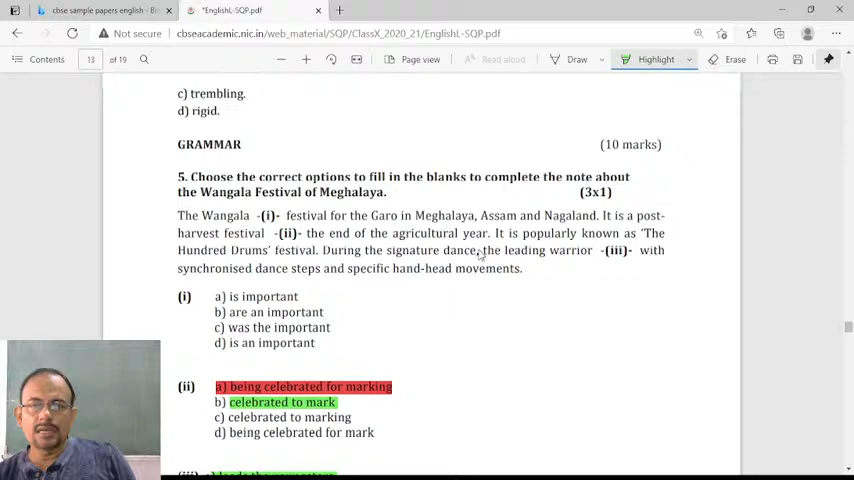 cbse sample papers english - Bi
*EnglishL-SQP.pdf
Not secure
cbseacademic.nic.in/web_material/SQP/ClassX_2020_21/EnglishL-SQP.pdf
Contents
13
of 19
Page view
Read aloud
Draw
Highlight
Erase
c) trembling.
d) rigid.
GRAMMAR (10 marks)
5. Choose the correct options to fill in the blanks to complete the note about
the Wangala Festival of Meghalaya. (3x1)
The Wangala -(i)- festival for the Garo in Meghalaya, Assam and Nagaland. It is a post-
harvest festival -(ii)- the end of the agricultural year. It is popularly known as 'The
Hundred Drums' festival. During the signature dance, the leading warrior -(iii)- with
synchronised dance steps and specific hand-head movements.
(i) a) is important
b) are an important
c) was the important
d) is an important
(ii) a) being celebrated for marking
b) celebrated to mark
c) celebrated to marking
d) being celebrated for mark